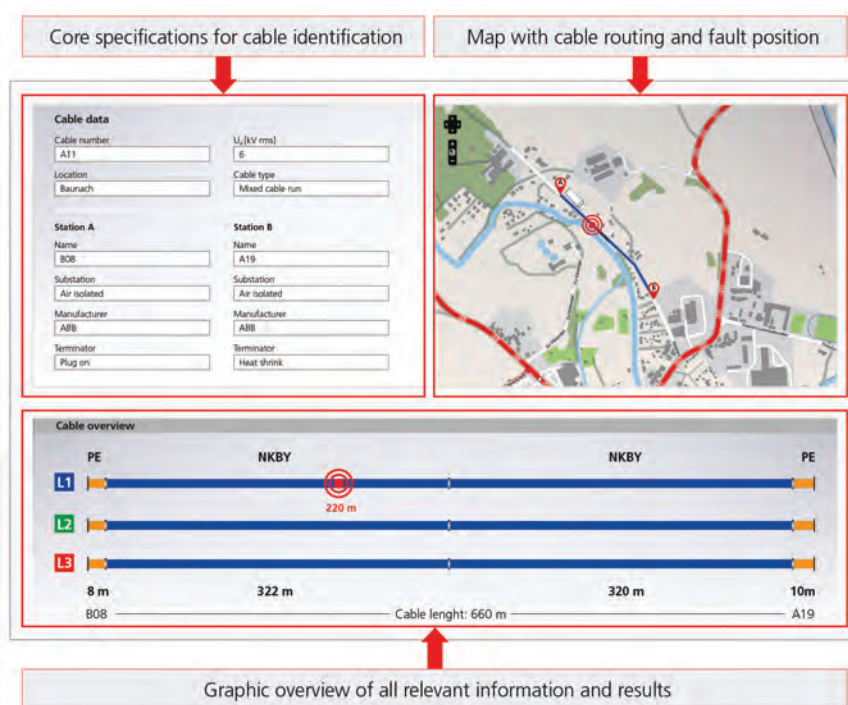 Core specifications for cable identification
Map with cable routing and fault position
Cable data
Cable number
U₀[kV rms]
A11
6
Location
Cable type
Baunach
Mixed cable run
Station A
Station B
Name
Name
B08
A19
Substation
Substation
Air isolated
Air isolated
Manufacturer
Manufacturer
ABB
ABB
Terminator
Terminator
Plug on
Heat shrink
A
B
Cable overview
PE NKBY NKBY PE
L1
220 m
L2
L3
8 m 322 m 320 m 10m
B08 Cable lenght: 660 m A19
Graphic overview of all relevant information and results